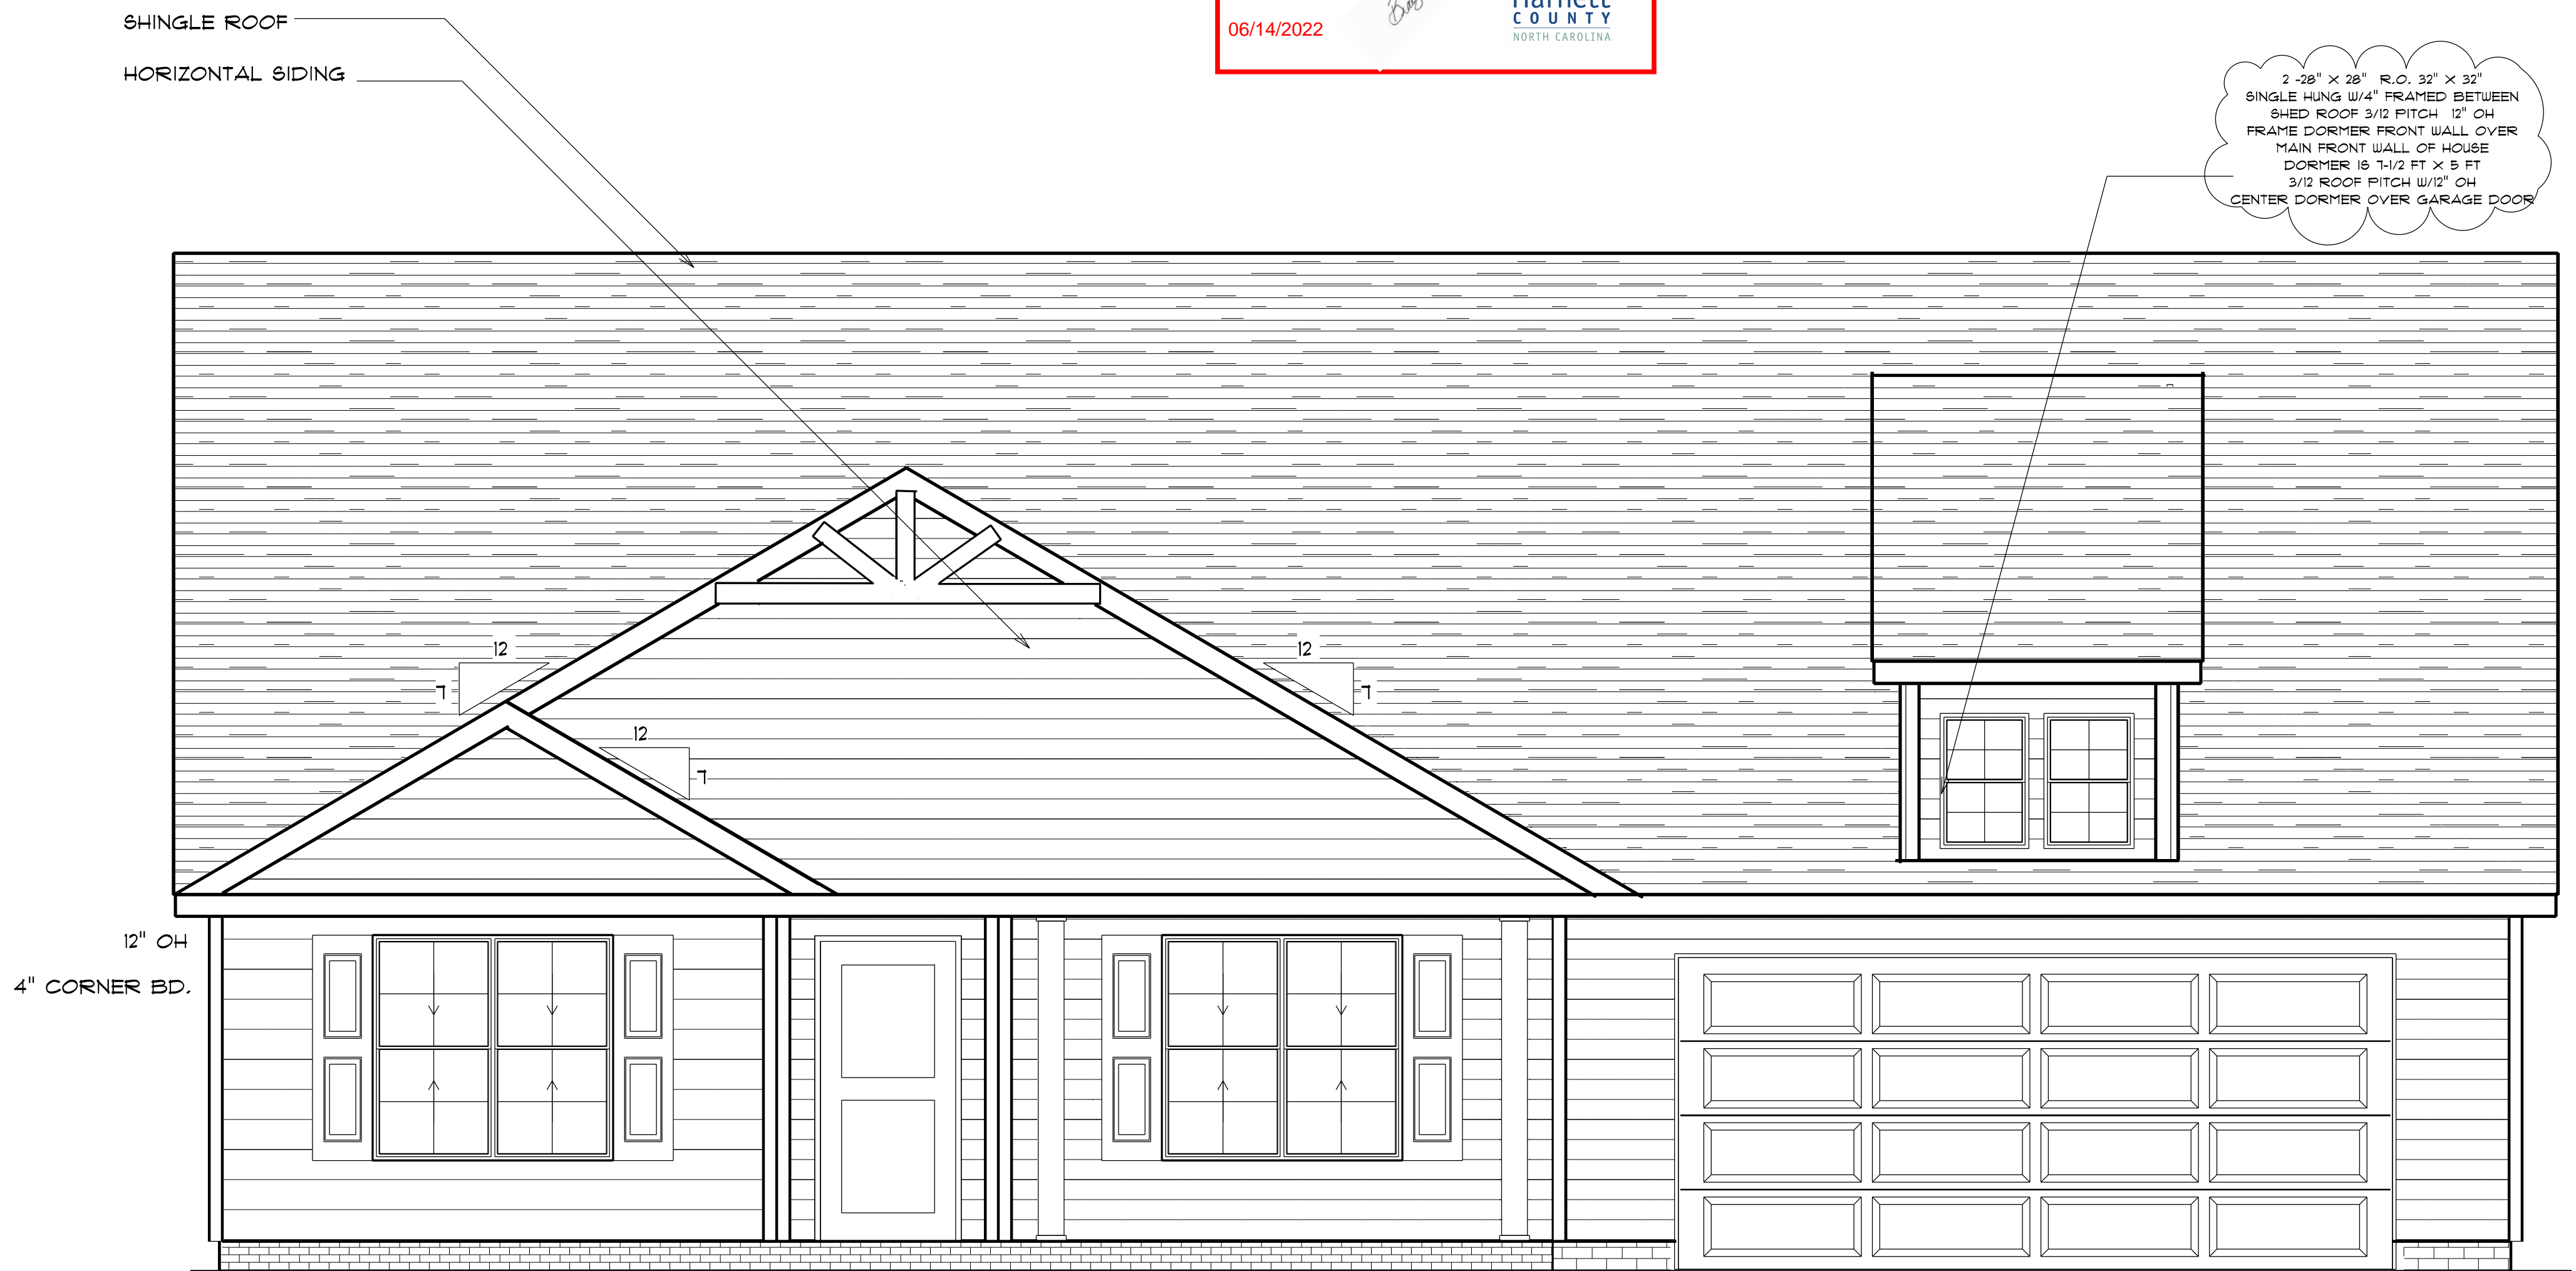 SHINGLE ROOF
HORIZONTAL SIDING
06/14/2022
Harnett
COUNTY
NORTH CAROLINA
2 -28" X 28" R.O. 32" X 32"
SINGLE HUNG W/4" FRAMED BETWEEN
SHED ROOF 3/12 PITCH 12" OH
FRAME DORMER FRONT WALL OVER
MAIN FRONT WALL OF HOUSE
DORMER IS 7-1/2 FT X 5 FT
3/12 ROOF PITCH W/12" OH
CENTER DORMER OVER GARAGE DOOR
12
7
12
7
12
7
12" OH
4" CORNER BD.